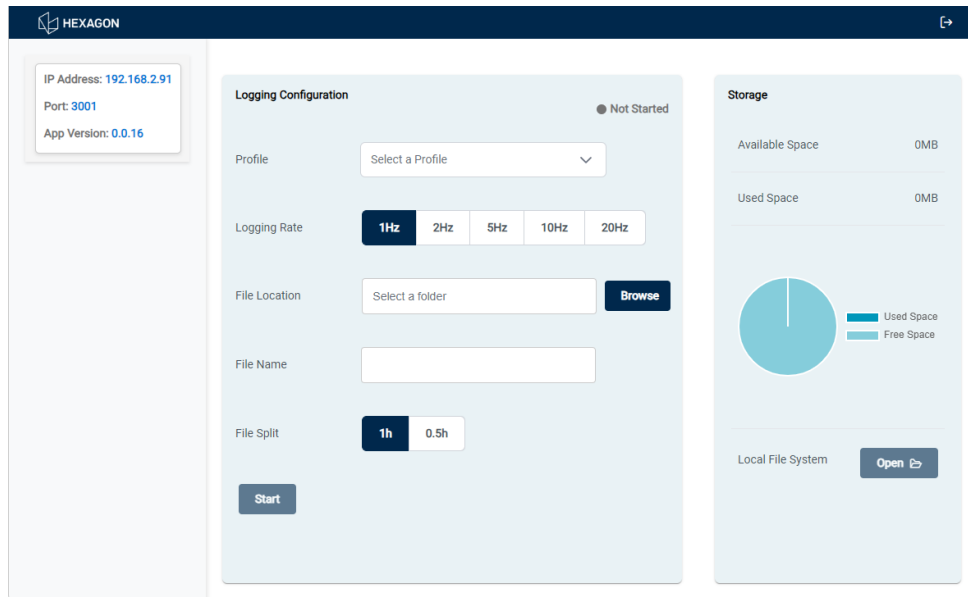 HEXAGON
IP Address: 192.168.2.91
Port: 3001
App Version: 0.0.16
Logging Configuration
Not Started
Profile
Select a Profile
Logging Rate
1Hz 2Hz 5Hz 10Hz 20Hz
File Location
Select a folder
Browse
File Name
File Split
1h 0.5h
Start
Storage
Available Space 0MB
Used Space 0MB
Used Space
Free Space
Local File System
Open